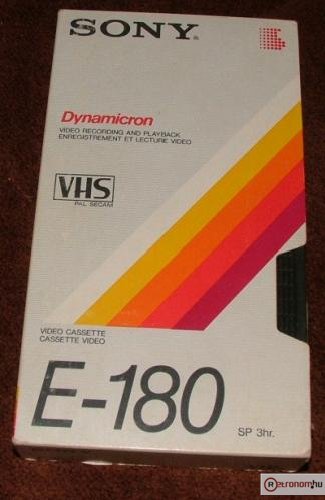 SONY
Dynamicron
VIDEO RECORDING AND PLAYBACK
ENREGISTREMENT ET LECTURE VIDEO
VHS
PAL SECAM
VIDEO CASSETTE
CASSETTE VIDEO
E-180
SP 3hr.
Retronom.hu